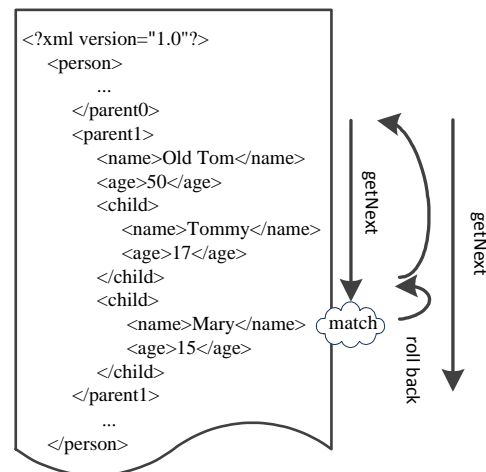 <?xml version="1.0"?>
<person>
...
</parent0>
<parent1>
<name>Old Tom</name>
<age>50</age>
<child>
<name>Tommy</name>
<age>17</age>
</child>
<child>
<name>Mary</name>
<age>15</age>
</child>
</parent1>
...
</person>
getNext
match
roll back
getNext